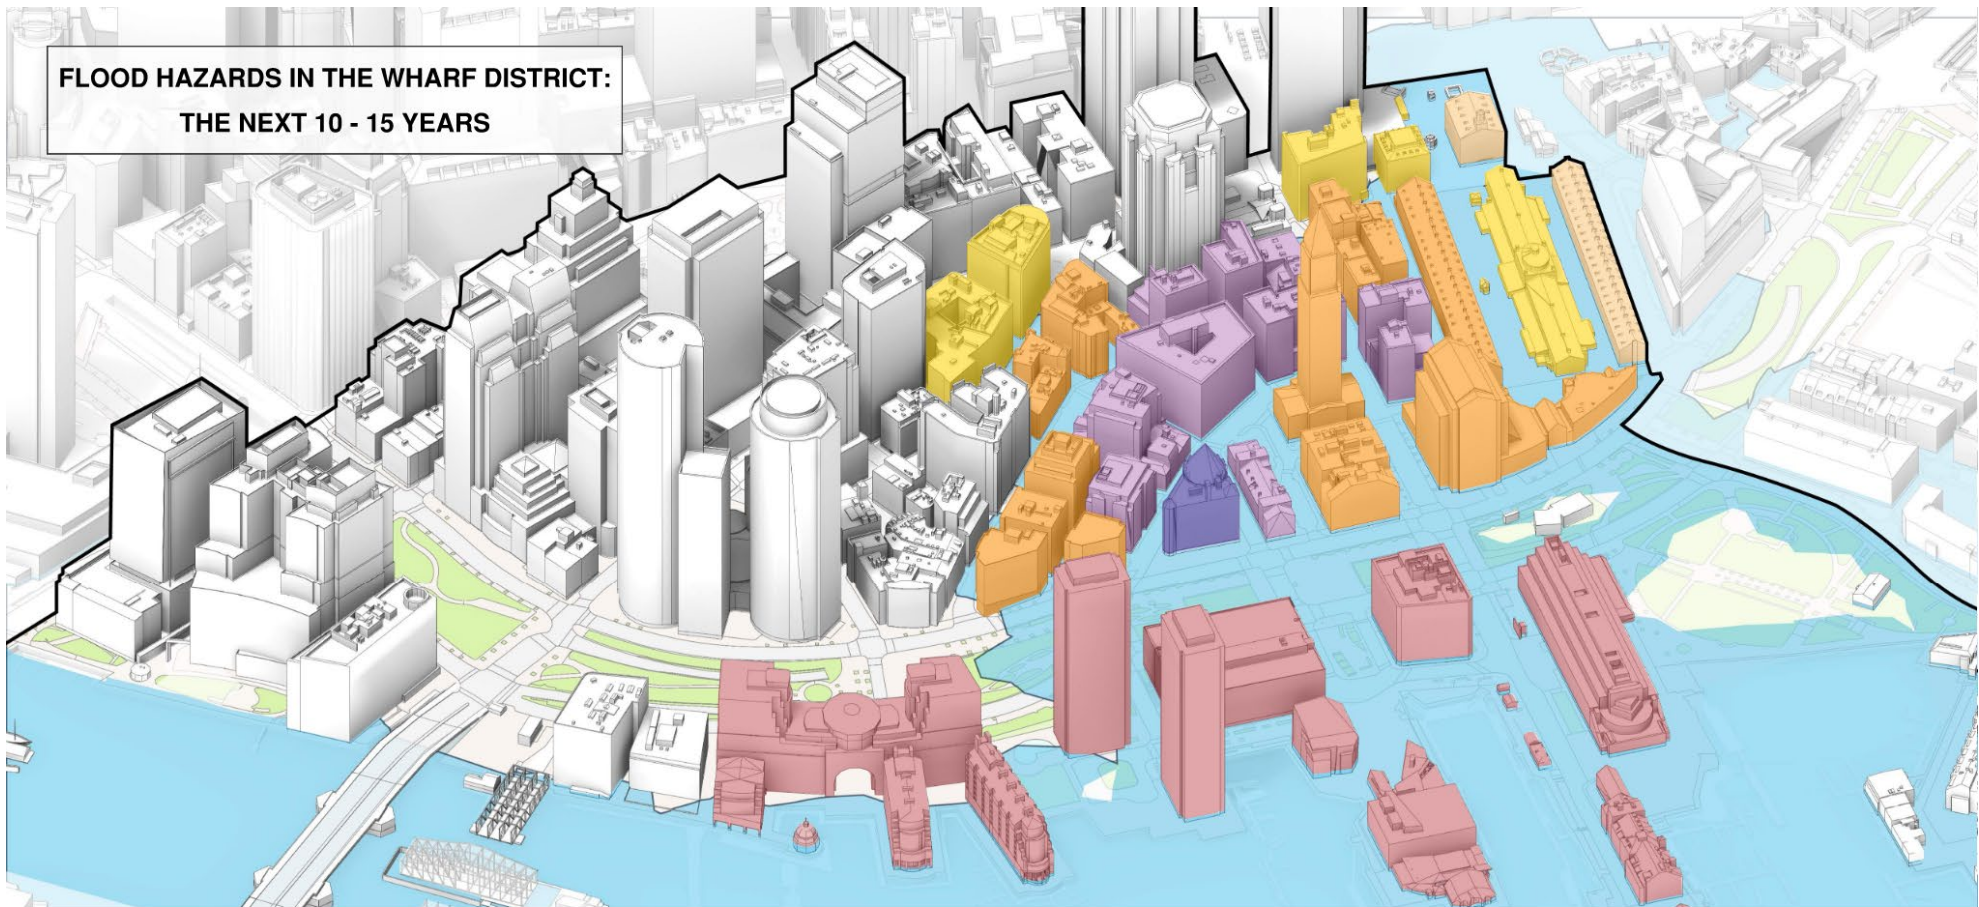 FLOOD HAZARDS IN THE WHARF DISTRICT:
THE NEXT 10 - 15 YEARS